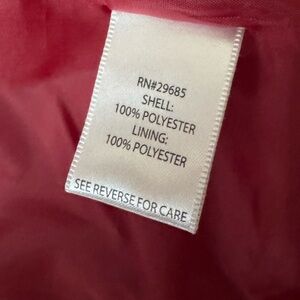 RN#29685
SHELL:
100% POLYESTER
LINING:
100% POLYESTER
SEE REVERSE FOR CARE